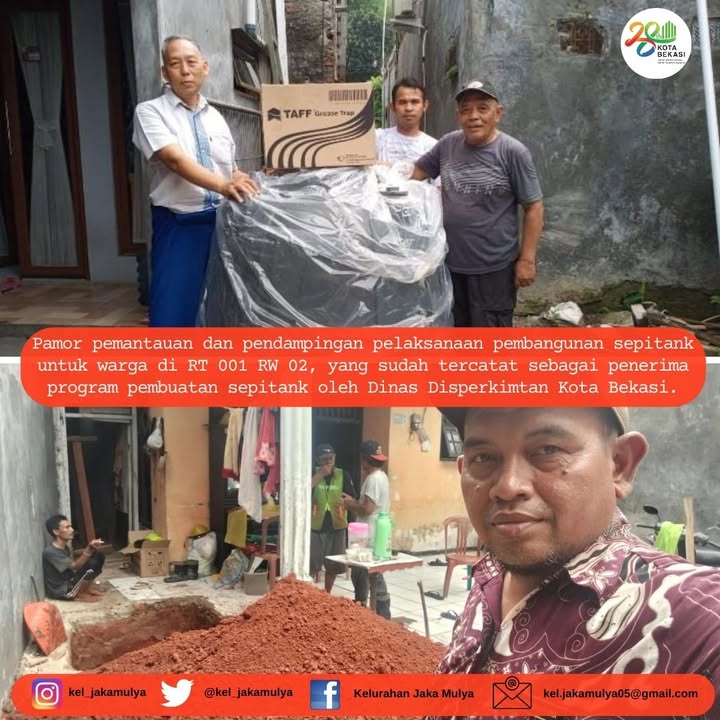 28
KOTA
BEKASI
TAFF Grease Trap
Pamor pemantauan dan pendampingan pelaksanaan pembangunan sepitank
untuk warga di RT 001 RW 02, yang sudah tercatat sebagai penerima
program pembuatan sepitank oleh Dinas Disperkimtan Kota Bekasi.
kel_jakamulya
@kel_jakamulya
Kelurahan Jaka Mulya
kel.jakamulya05@gmail.com